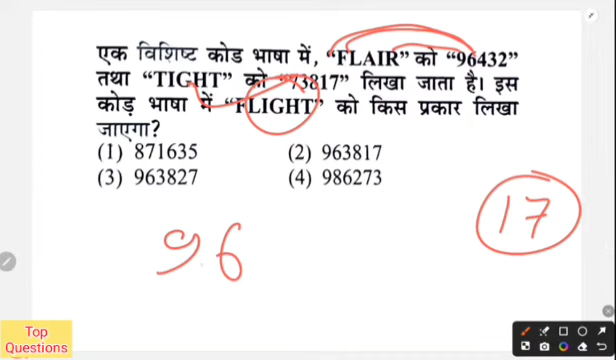 एक विशिष्ट कोड भाषा में, “FLAIR” को “96432”
तथा “TIGHT” को “73817” लिखा जाता है। इस
कोड़ भाषा में “FLIGHT” को किस प्रकार लिखा
जाएगा?
(1) 871635 (2) 963817
(3) 963827 (4) 986273
17
96
Top
Questions